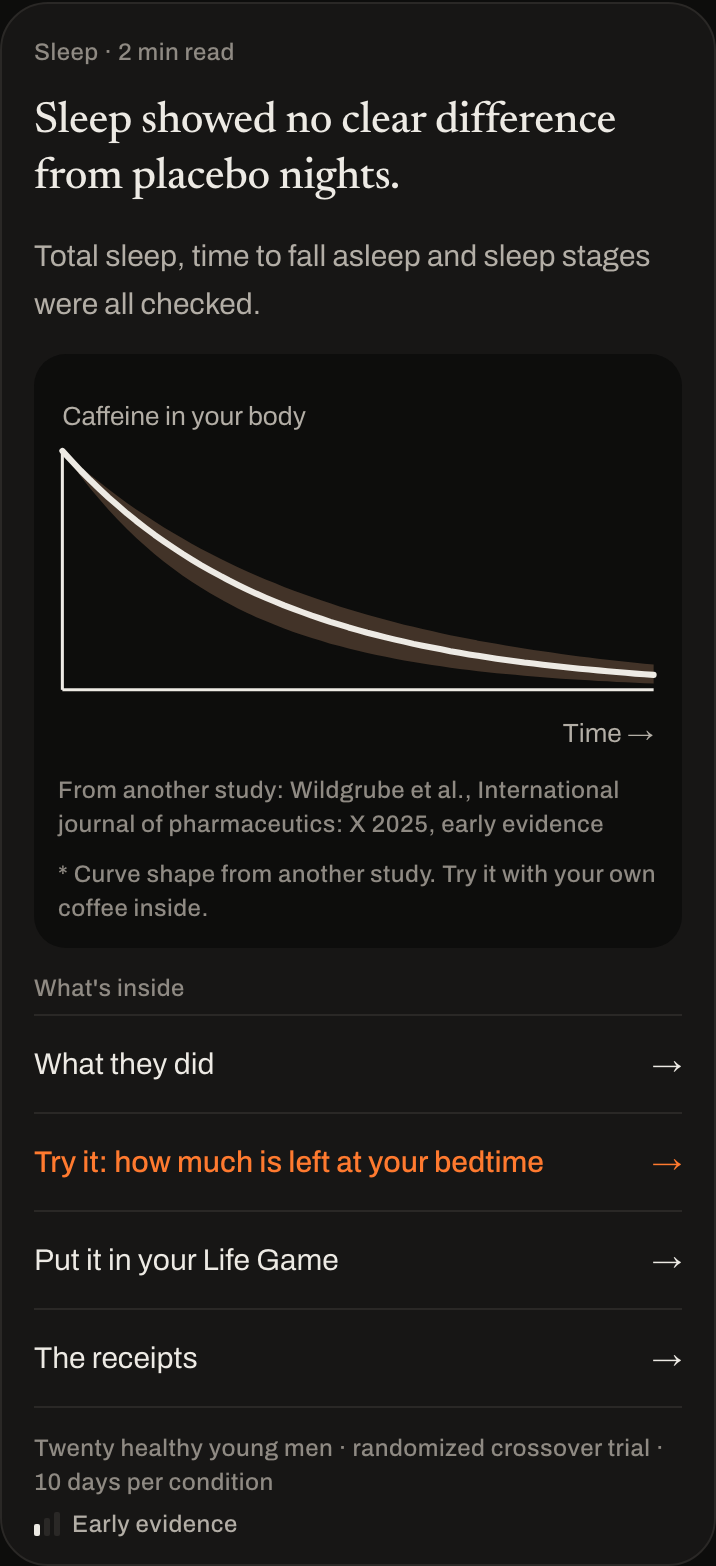 Sleep · 2 min read
Sleep showed no clear difference
from placebo nights.
Total sleep, time to fall asleep and sleep stages
were all checked.
Caffeine in your body
Time →
From another study: Wildgrube et al., International
journal of pharmaceutics: X 2025, early evidence
* Curve shape from another study. Try it with your own
coffee inside.
What's inside
What they did →
Try it: how much is left at your bedtime →
Put it in your Life Game →
The receipts →
Twenty healthy young men · randomized crossover trial ·
10 days per condition
Early evidence